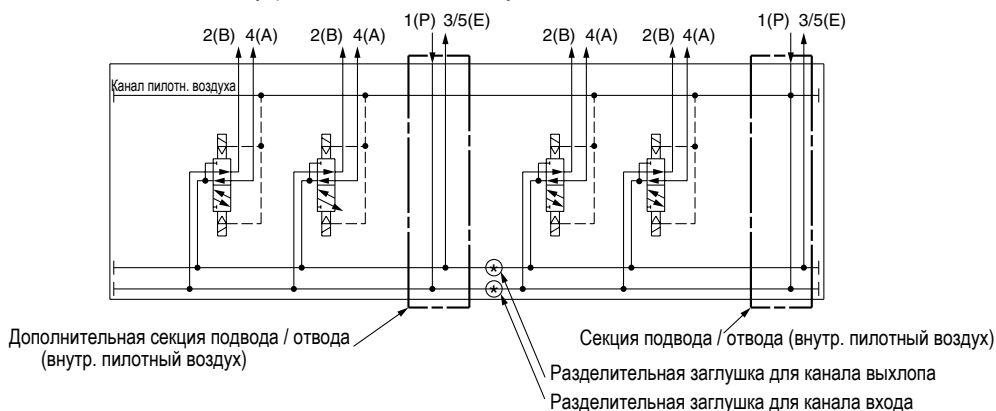 1(P) 3/5(E)
1(P) 3/5(E)
2(B) 4(A)
2(B) 4(A)
2(B) 4(A)
2(B) 4(A)
Канал пилотн. воздуха
*
*
Дополнительная секция подвода / отвода
(внутр. пилотный воздух)
Секция подвода / отвода (внутр. пилотный воздух)
Разделительная заглушка для канала выхлопа
Разделительная заглушка для канала входа